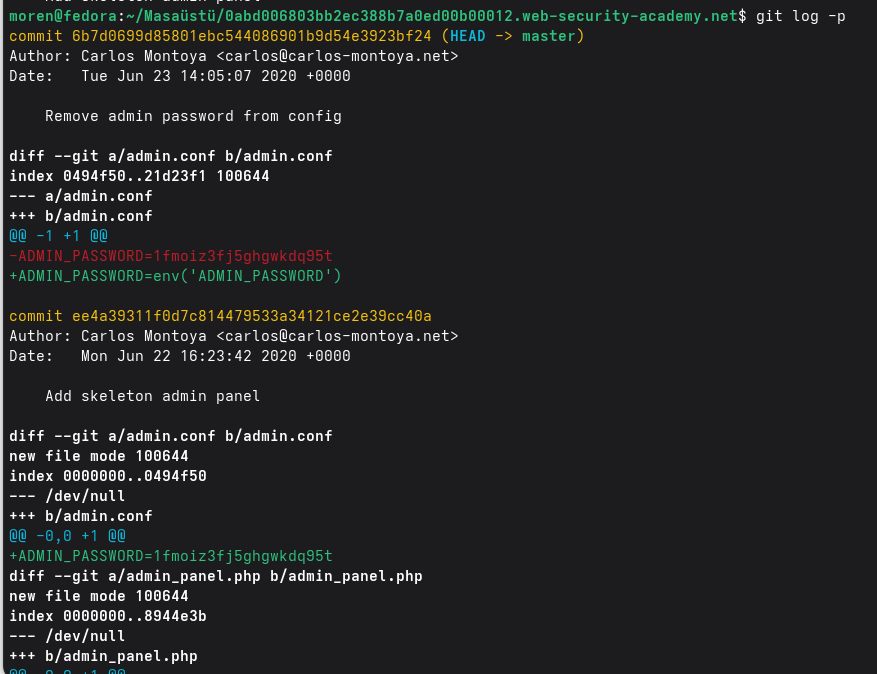 moren@fedora:~/Masaüstü/0abd006803bb2ec388b7a0ed00b00012.web-security-academy.net$ git log -p
commit 6b7d0699d85801ebc544086901b9d54e3923bf24 (HEAD -> master)
Author: Carlos Montoya <carlos@carlos-montoya.net>
Date:   Tue Jun 23 14:05:07 2020 +0000

    Remove admin password from config

diff --git a/admin.conf b/admin.conf
index 0494f50..21d23f1 100644
--- a/admin.conf
+++ b/admin.conf
@@ -1 +1 @@
-ADMIN_PASSWORD=1fmoiz3fj5ghgwkdq95t
+ADMIN_PASSWORD=env('ADMIN_PASSWORD')

commit ee4a39311f0d7c814479533a34121ce2e39cc40a
Author: Carlos Montoya <carlos@carlos-montoya.net>
Date:   Mon Jun 22 16:23:42 2020 +0000

    Add skeleton admin panel

diff --git a/admin.conf b/admin.conf
new file mode 100644
index 0000000..0494f50
--- /dev/null
+++ b/admin.conf
@@ -0,0 +1 @@
+ADMIN_PASSWORD=1fmoiz3fj5ghgwkdq95t
diff --git a/admin_panel.php b/admin_panel.php
new file mode 100644
index 0000000..8944e3b
--- /dev/null
+++ b/admin_panel.php